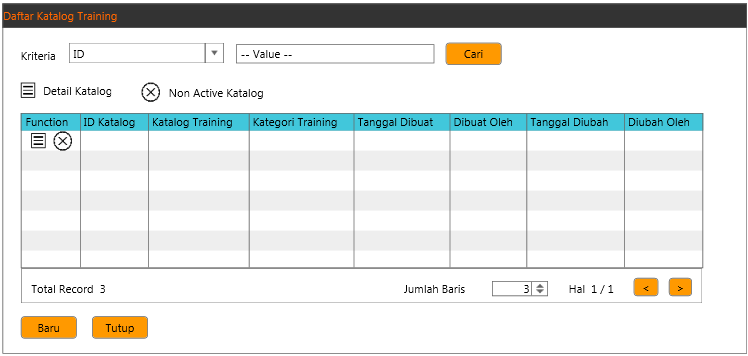 Daftar Katalog Training
Kriteria ID -- Value -- Cari
Detail Katalog Non Active Katalog
Function ID Katalog Katalog Training Kategori Training Tanggal Dibuat Dibuat Oleh Tanggal Diubah Diubah Oleh
Total Record 3 Jumlah Baris 3 Hal 1 / 1 < >
Baru Tutup